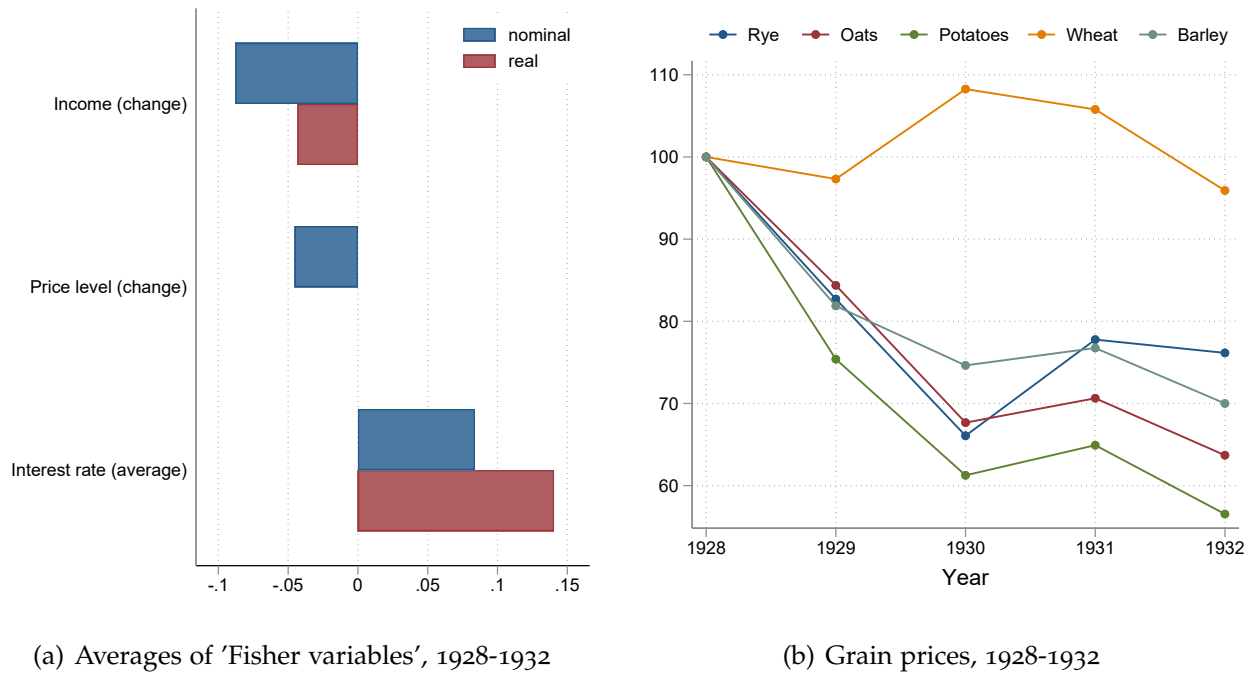 nominal
real
Income (change)
Price level (change)
Interest rate (average)
-.1 -.05 0 .05 .1 .15
(a) Averages of 'Fisher variables', 1928-1932
Rye Oats Potatoes Wheat Barley
110
100
90
80
70
60
1928 1929 1930 1931 1932
Year
(b) Grain prices, 1928-1932